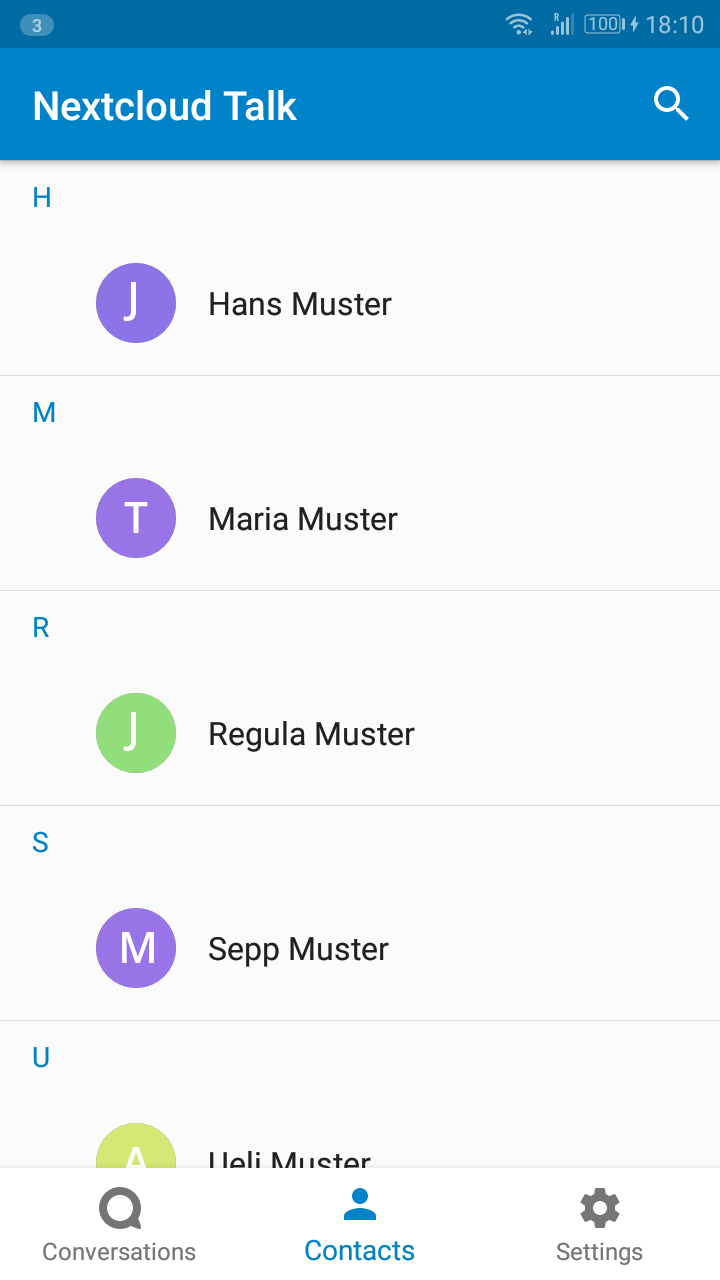 3
R
100
18:10
Nextcloud Talk
H
J
Hans Muster
M
T
Maria Muster
R
J
Regula Muster
S
M
Sepp Muster
U
A
Ueli Muster
Conversations
Contacts
Settings